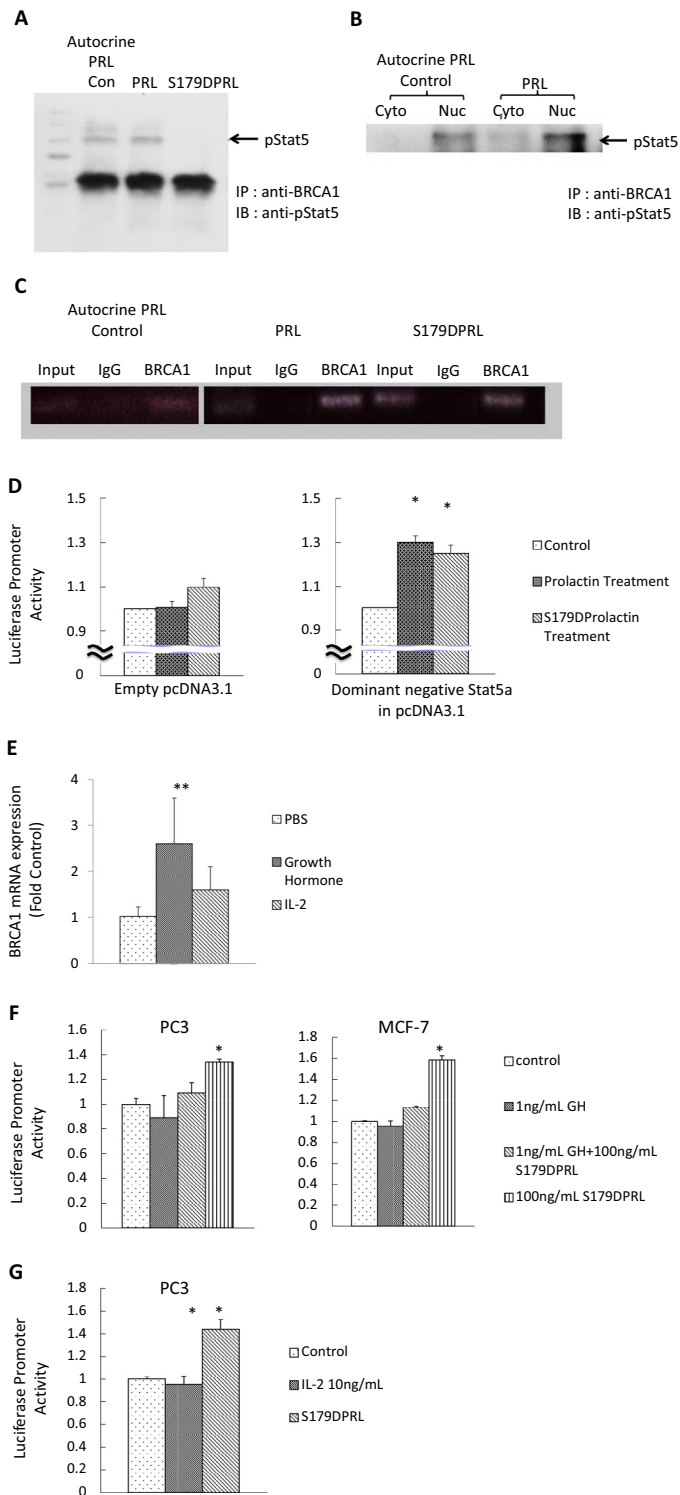 A
Autocrine
PRL
Con PRL S179DPRL
pStat5
IP : anti-BRCA1
IB : anti-pStat5
B
Autocrine PRL
Control PRL
Cyto Nuc Cyto Nuc
pStat5
IP : anti-BRCA1
IB : anti-pStat5
C
Autocrine PRL
Control PRL S179DPRL
Input IgG BRCA1 Input IgG BRCA1 Input IgG BRCA1
D
Luciferase Promoter
Activity
1.5
1.3
1.1
0.9
0
Empty pcDNA3.1
1.5
1.3
1.1
0.9
0
* *
Dominant negative Stat5a
in pcDNA3.1
Control
Prolactin Treatment
S179DProlactin
Treatment
E
BRCA1 mRNA expression
(Fold Control)
4
3
2
1
0
**
PBS
Growth
Hormone
IL-2
F
PC3
Luciferase Promoter
Activity
1.6
1.4
1.2
1
0.8
0.6
0.4
0.2
0
*
MCF-7
1.8
1.6
1.4
1.2
1
0.8
0.6
0.4
0.2
0
*
control
1ng/mL GH
1ng/mL GH+100ng/mL
S179DPRL
100ng/mL S179DPRL
G
PC3
Luciferase Promoter
Activity
1.8
1.6
1.4
1.2
1
0.8
0.6
0.4
0.2
0
* *
Control
IL-2 10ng/mL
S179DPRL